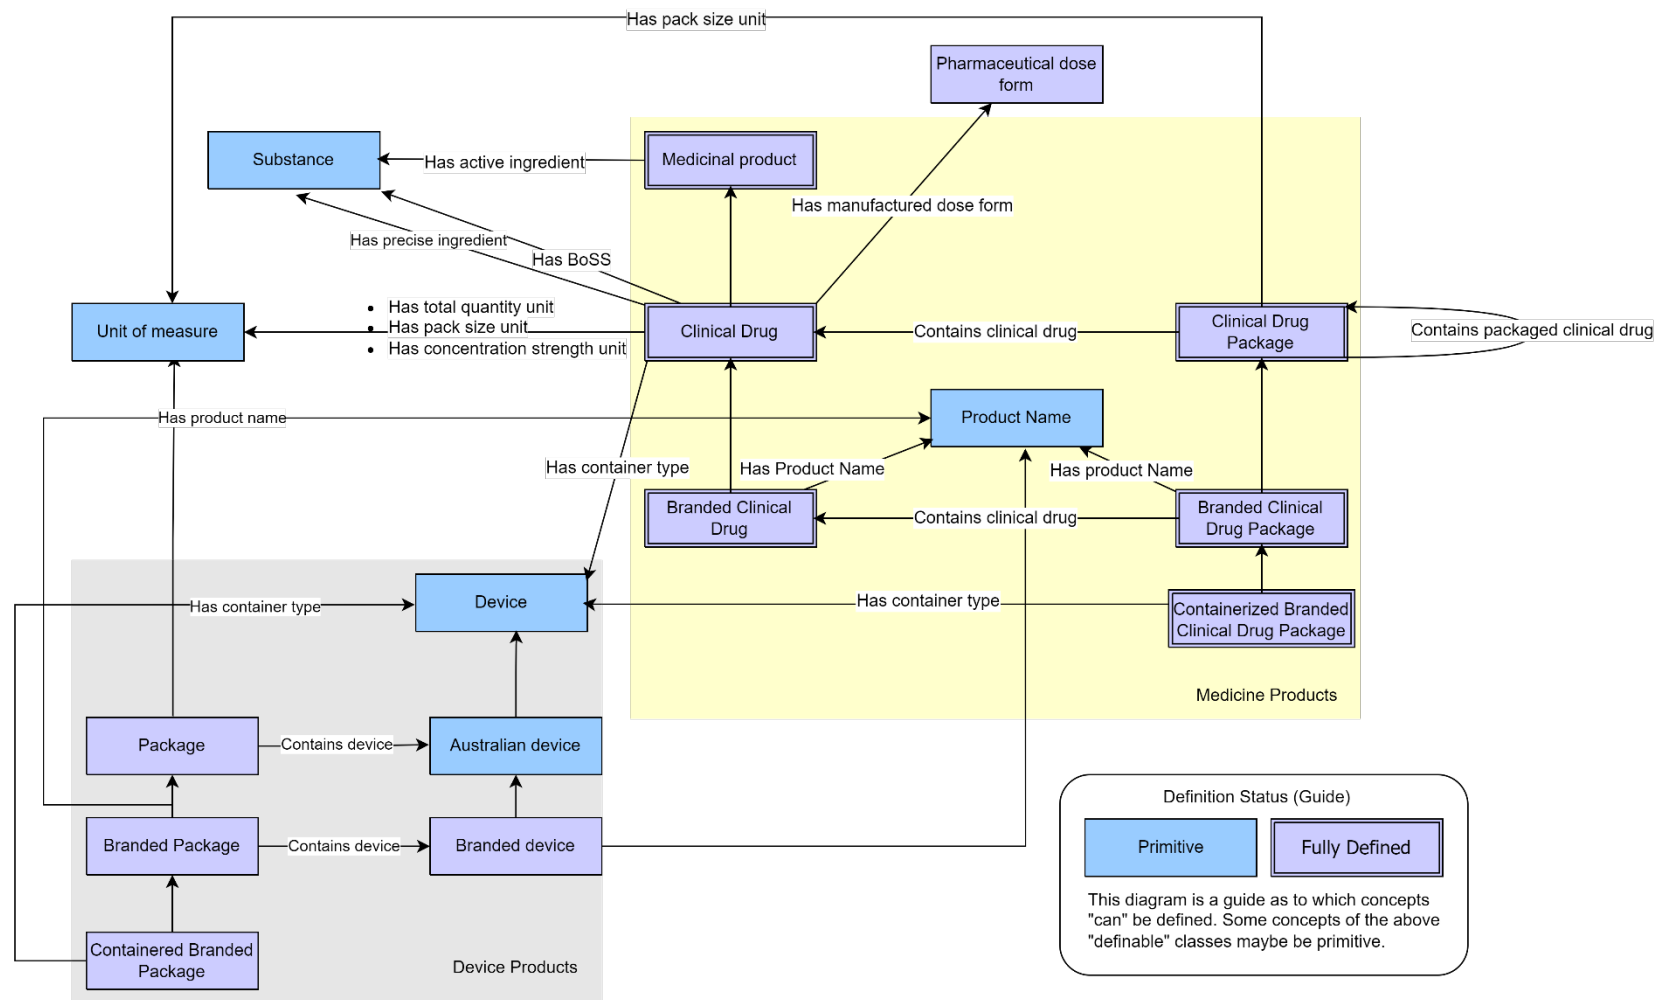 Has pack size unit
Pharmaceutical dose
form
Substance
Has active ingredient
Medicinal product
Has manufactured dose form
Has precise ingredient
Has BoSS
Unit of measure
• Has total quantity unit
• Has pack size unit
• Has concentration strength unit
Clinical Drug
Contains clinical drug
Clinical Drug
Package
Contains packaged clinical drug
Has product name
Product Name
Has container type
Has Product Name
Has product Name
Branded Clinical
Drug
Contains clinical drug
Branded Clinical
Drug Package
Has container type
Device
Has container type
Containerized Branded
Clinical Drug Package
Medicine Products
Package
Contains device
Australian device
Branded Package
Contains device
Branded device
Containered Branded
Package
Device Products
Definition Status (Guide)
Primitive
Fully Defined
This diagram is a guide as to which concepts
"can" be defined. Some concepts of the above
"definable" classes maybe be primitive.